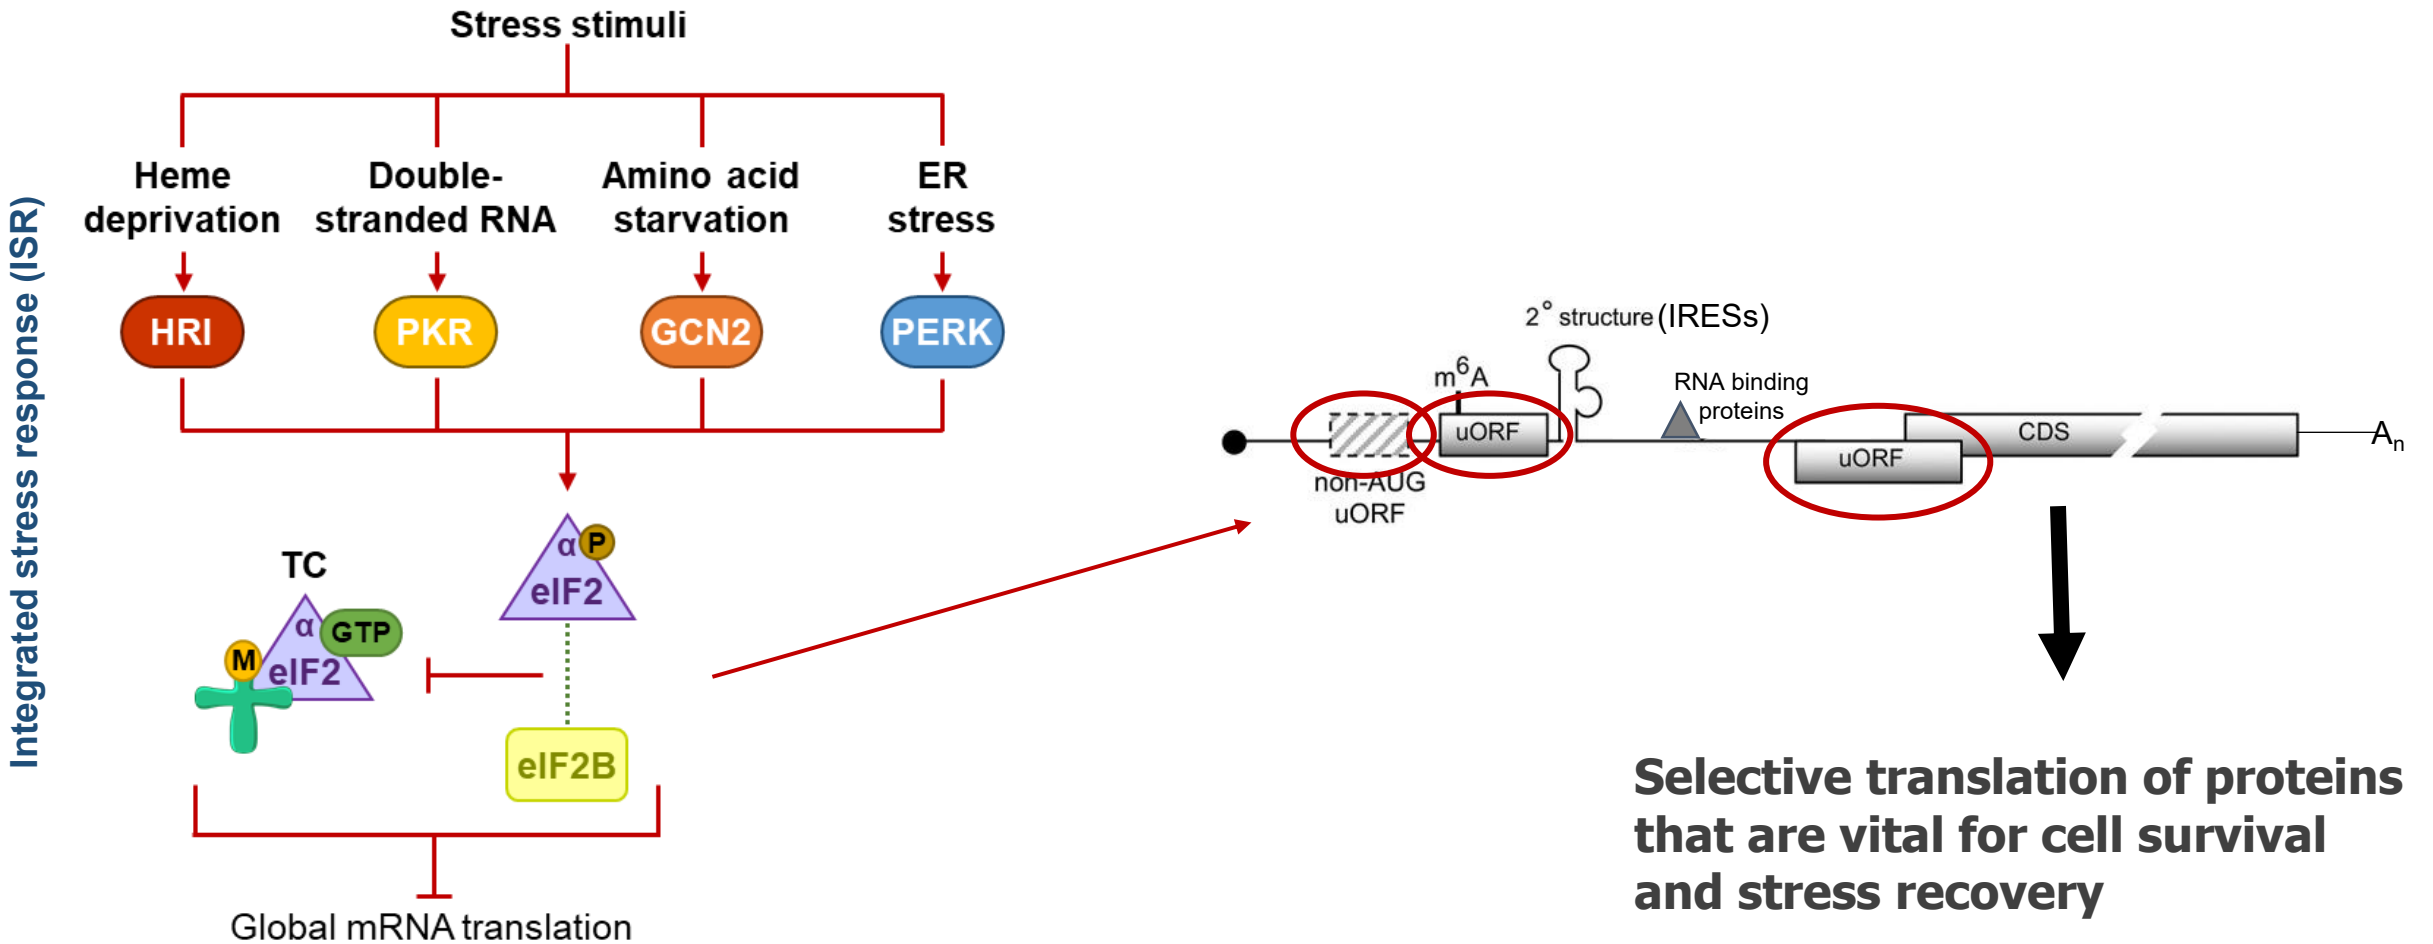 Integrated stress response (ISR)
Stress stimuli
Heme
deprivation
Double-
stranded RNA
Amino acid
starvation
ER
stress
HRI
PKR
GCN2
PERK
α
P
eIF2
TC
α
GTP
M
eIF2
eIF2B
Global mRNA translation
2° structure (IRESs)
m⁶A
RNA binding
proteins
uORF
CDS
Aₙ
uORF
non-AUG
uORF
Selective translation of proteins
that are vital for cell survival
and stress recovery